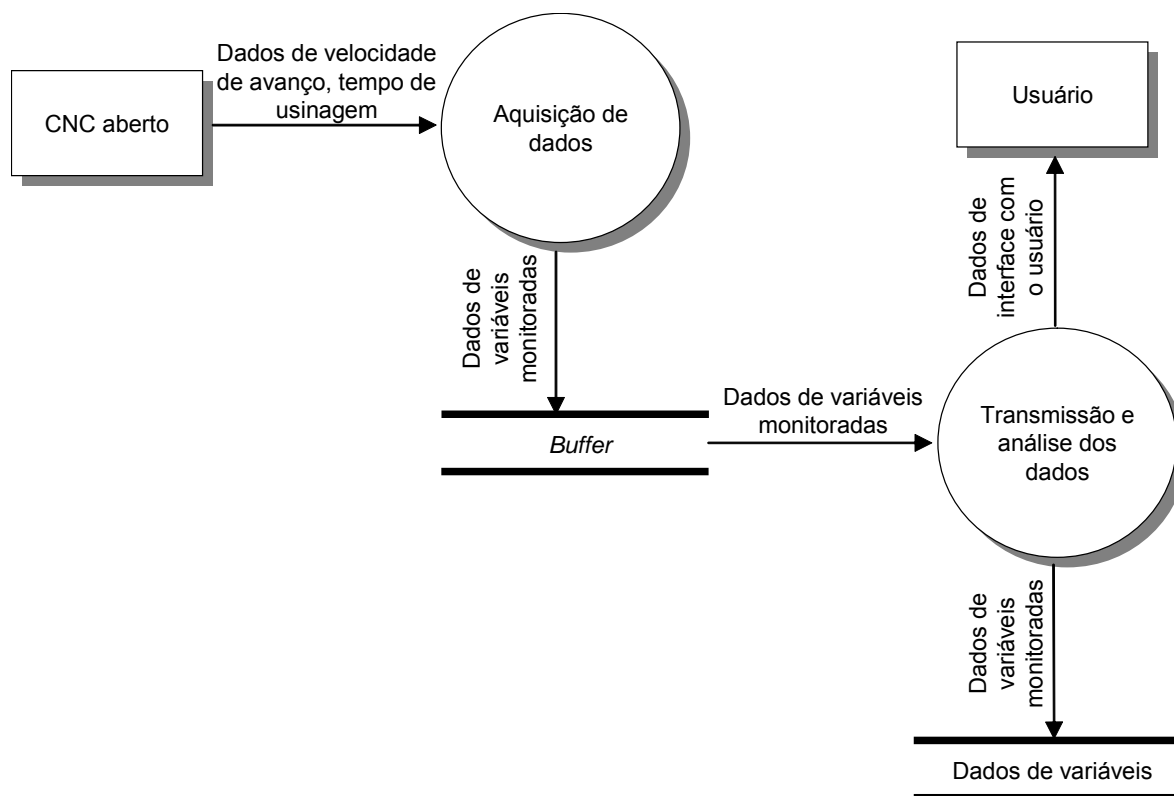 Dados de velocidade
de avanço, tempo de
usinagem
CNC aberto
Aquisição de
dados
Usuário
Dados de
variáveis
monitoradas
Dados de
interface com
o usuário
Buffer
Dados de variáveis
monitoradas
Transmissão e
análise dos
dados
Dados de
variáveis
monitoradas
Dados de variáveis